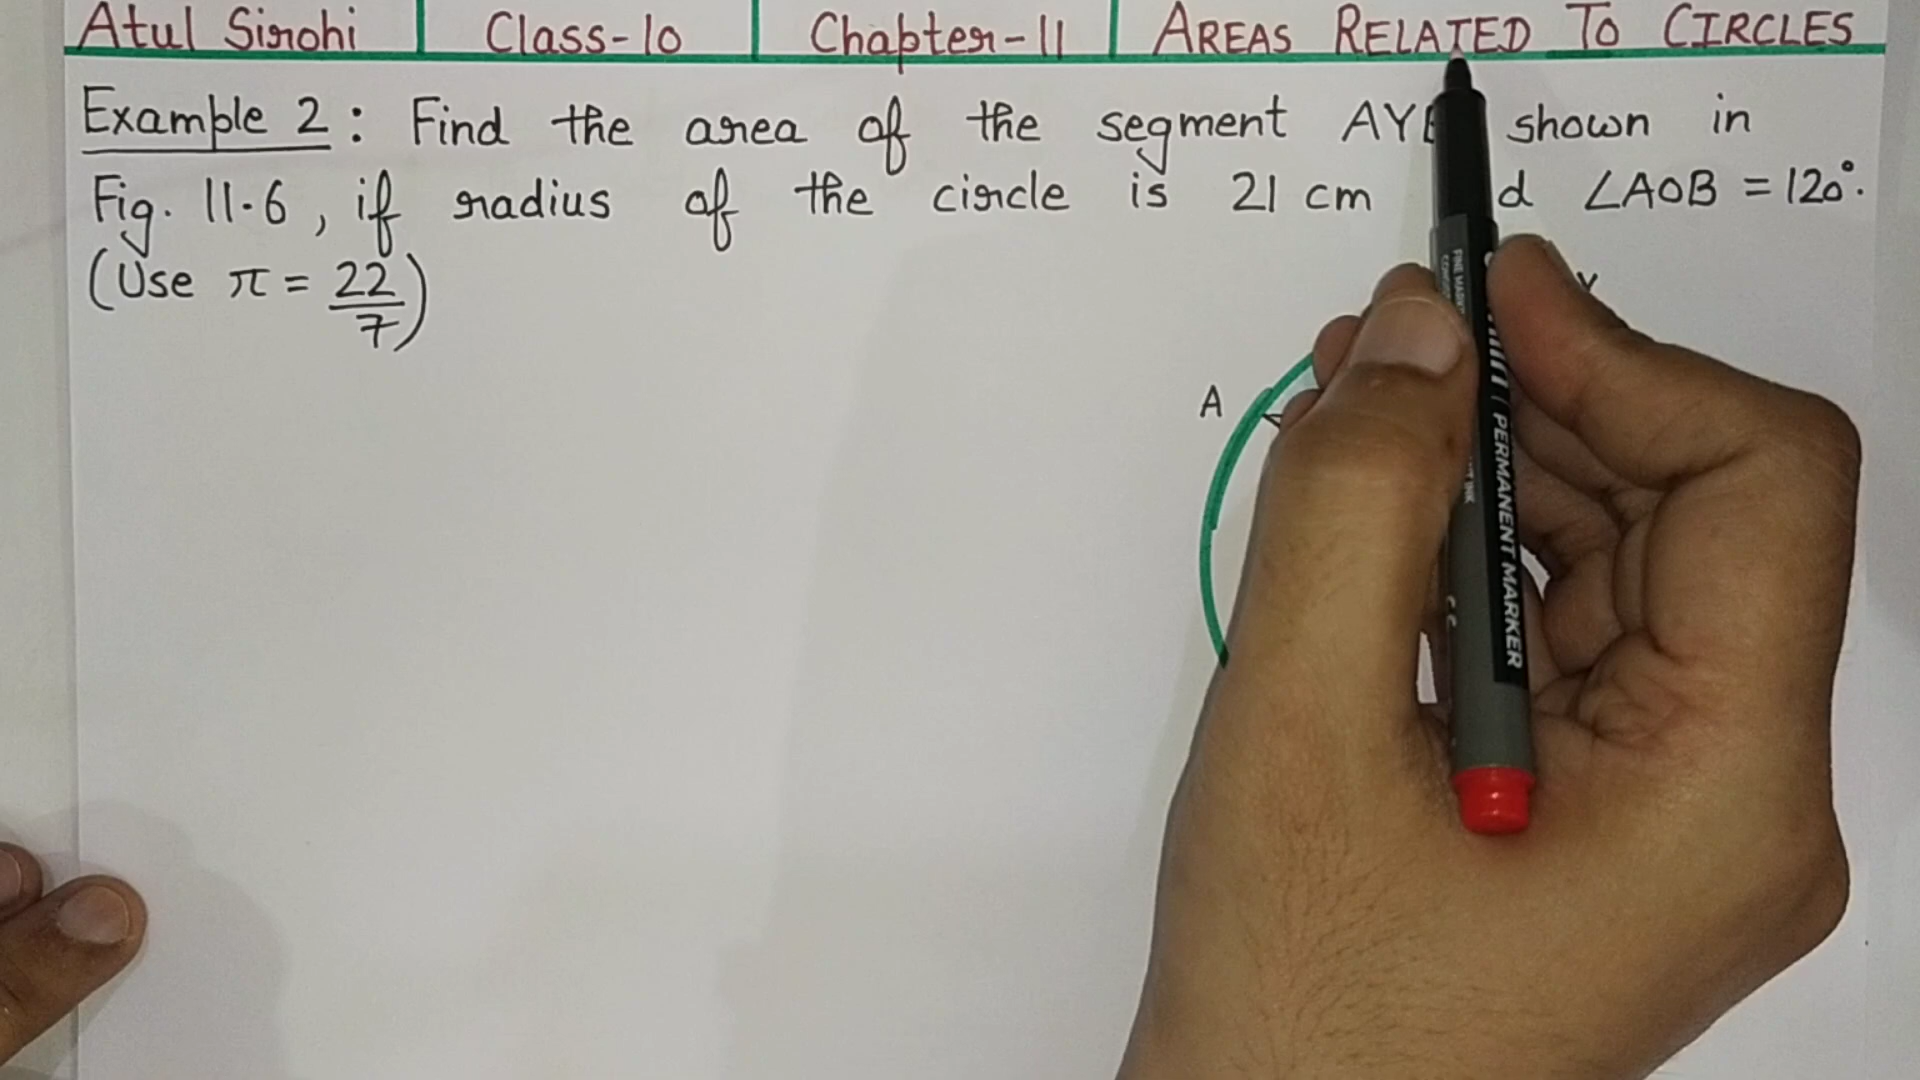 Atul Sirohi Class-10 Chapter-11 AREAS RELATED TO CIRCLES
Example 2: Find the area of the segment AYB shown in
Fig. 11.6, if radius of the circle is 21 cm d ∠AOB = 120°.
(Use π = 22/7)
Y
A
PERMANENT MARKER